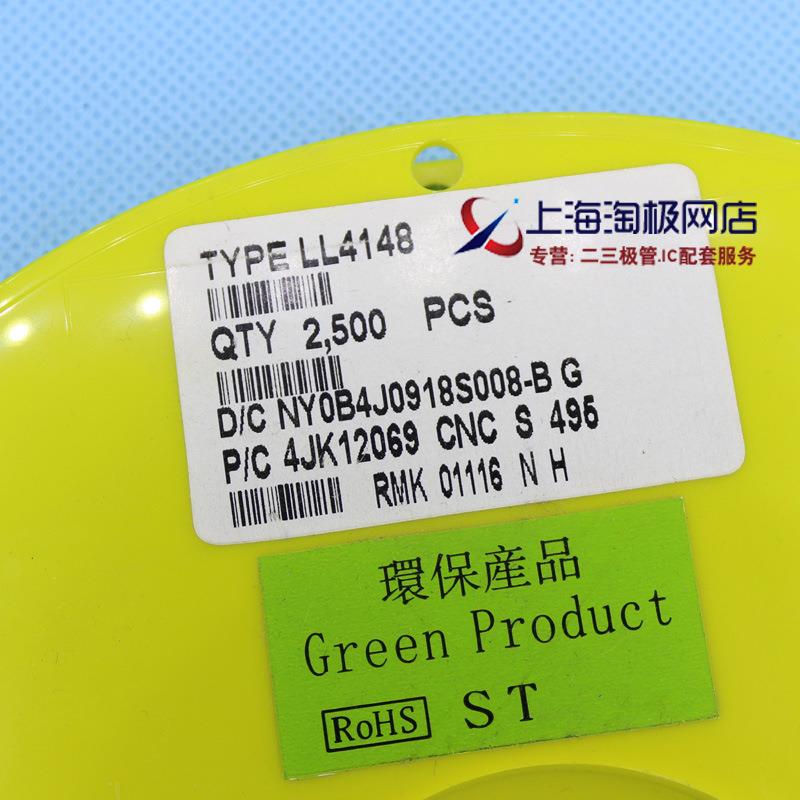 上海淘极网店
专营:二三极管.IC配套服务
TYPE LL4148
QTY 2,500 PCS
D/C NY0B4J0918S008-B G
P/C 4JK12069 CNC S 495
RMK 01116 N H
環保産品
Green Product
RoHS ST